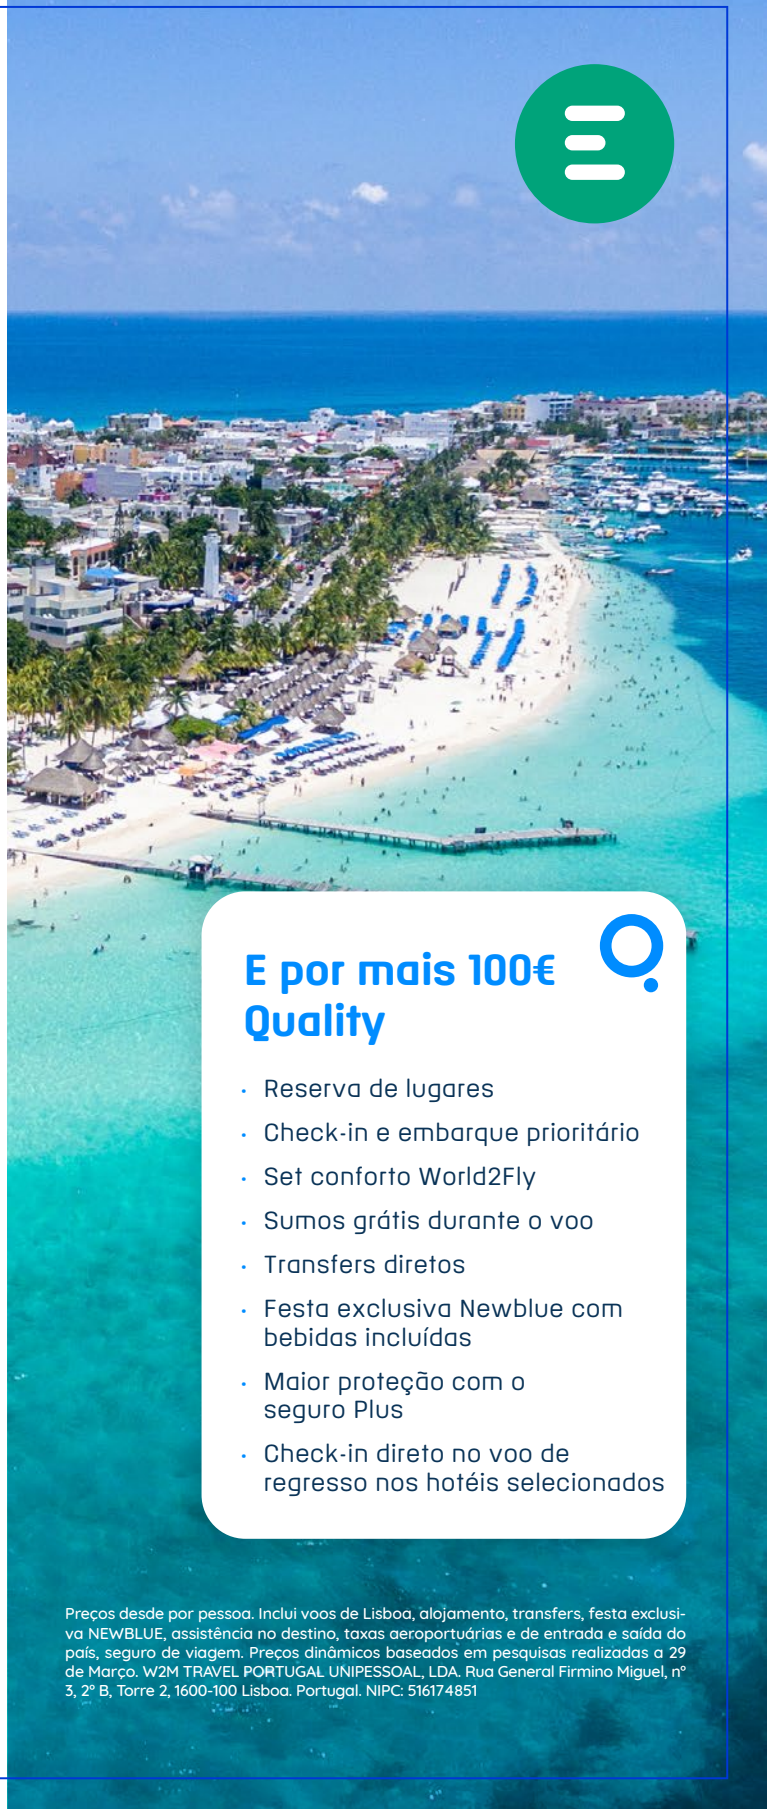 E
E por mais 100€
Quality
· Reserva de lugares
· Check-in e embarque prioritário
· Set conforto World2Fly
· Sumos grátis durante o voo
· Transfers diretos
· Festa exclusiva Newblue com
bebidas incluídas
· Maior proteção com o
seguro Plus
· Check-in direto no voo de
regresso nos hotéis selecionados
Preços desde por pessoa. Inclui voos de Lisboa, alojamento, transfers, festa exclusi-
va NEWBLUE, assistência no destino, taxas aeroportuárias e de entrada e saída do
país, seguro de viagem. Preços dinâmicos baseados em pesquisas realizadas a 29
de Março. W2M TRAVEL PORTUGAL UNIPESSOAL, LDA. Rua General Firmino Miguel, nº
3, 2º B, Torre 2, 1600-100 Lisboa. Portugal. NIPC: 516174851